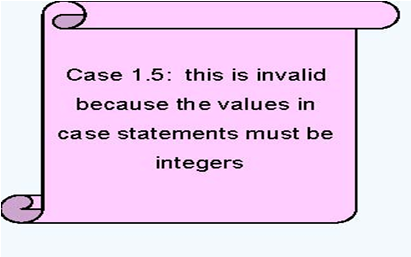 Case 1.5:  this is invalid
because the values in
case statements must be
integers